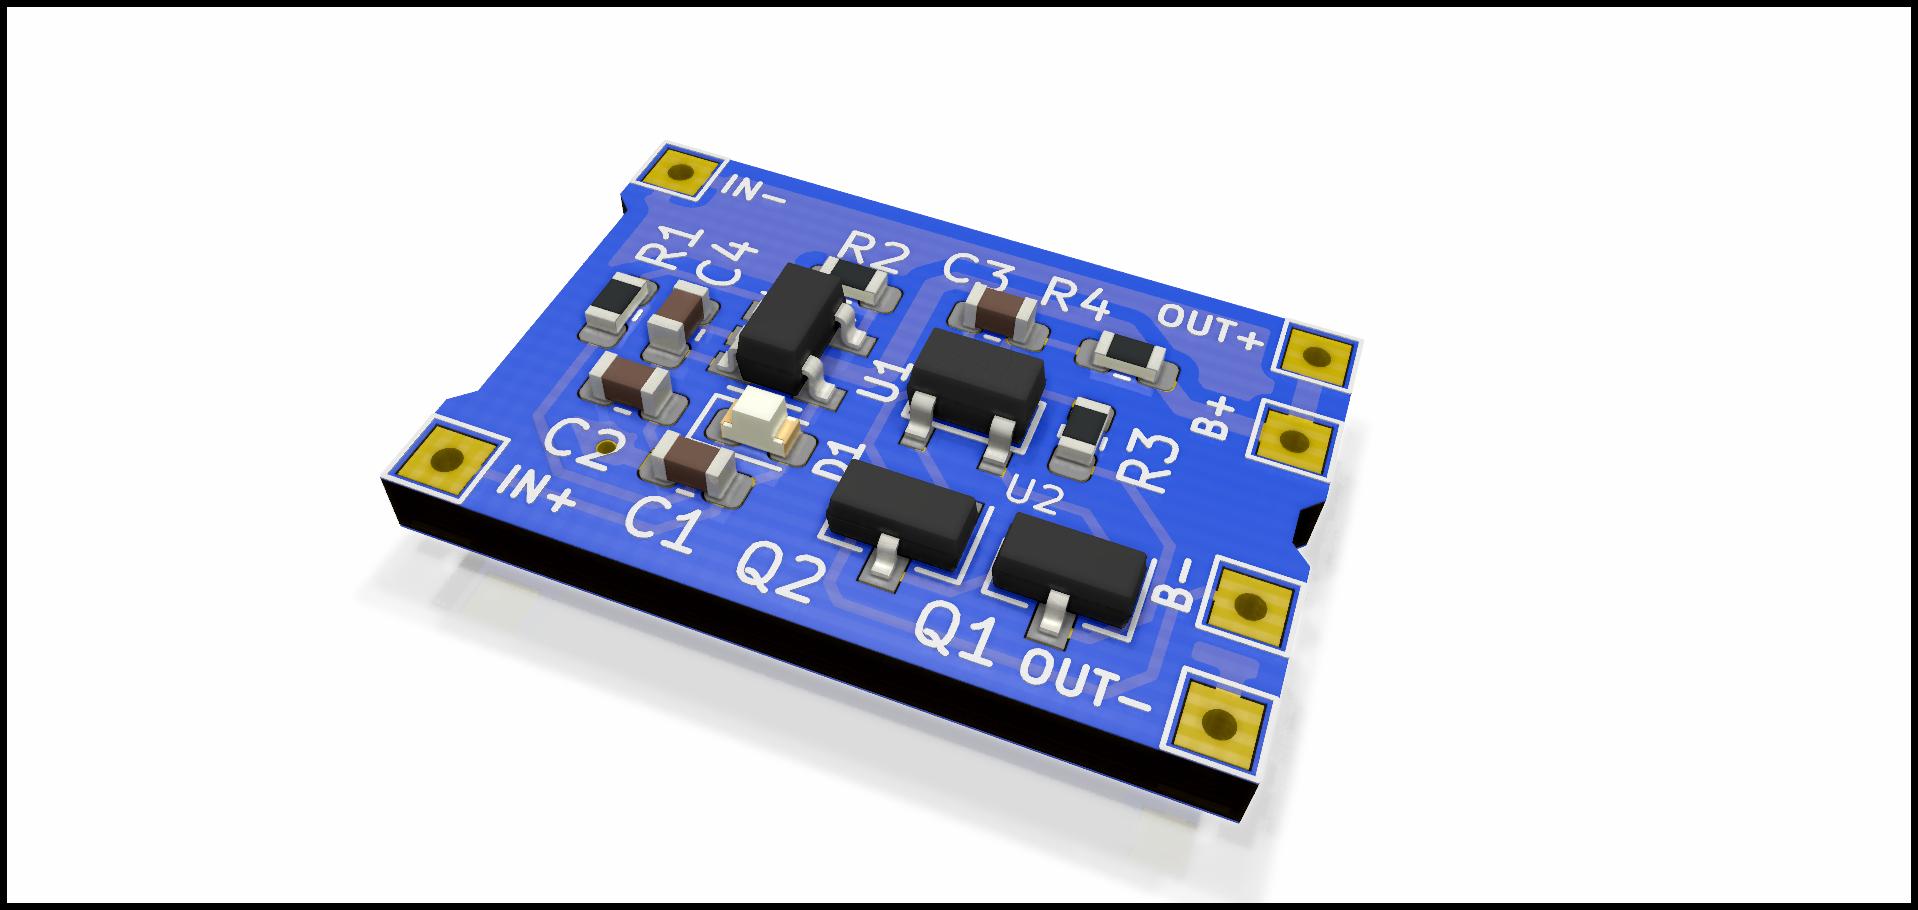 IN-
R1
C4
R2
C3
R4
OUT+
U1
B+
C2
D1
R3
IN+
C1
U2
Q2
B-
Q1
OUT-